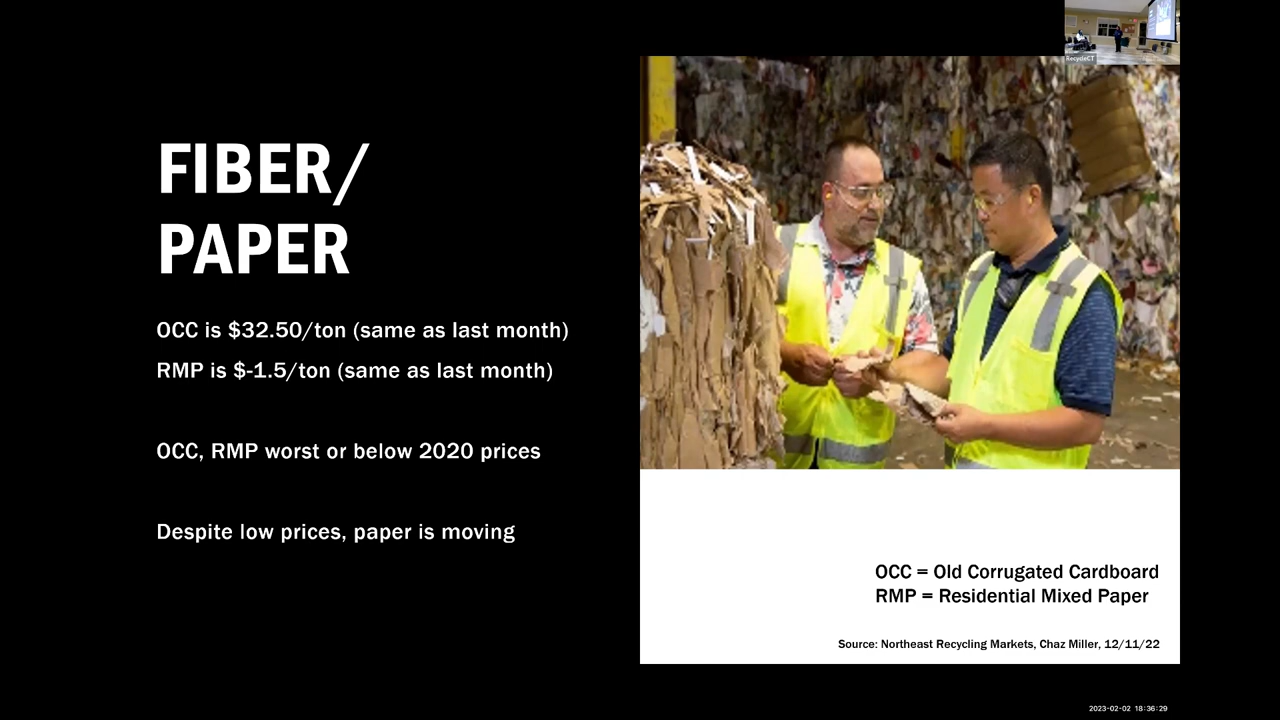 RecycleCT
FIBER/
PAPER
OCC is $32.50/ton (same as last month)
RMP is $-1.5/ton (same as last month)
OCC, RMP worst or below 2020 prices
Despite low prices, paper is moving
OCC = Old Corrugated Cardboard
RMP = Residential Mixed Paper
Source: Northeast Recycling Markets, Chaz Miller, 12/11/22
2023-02-02 18:36:29